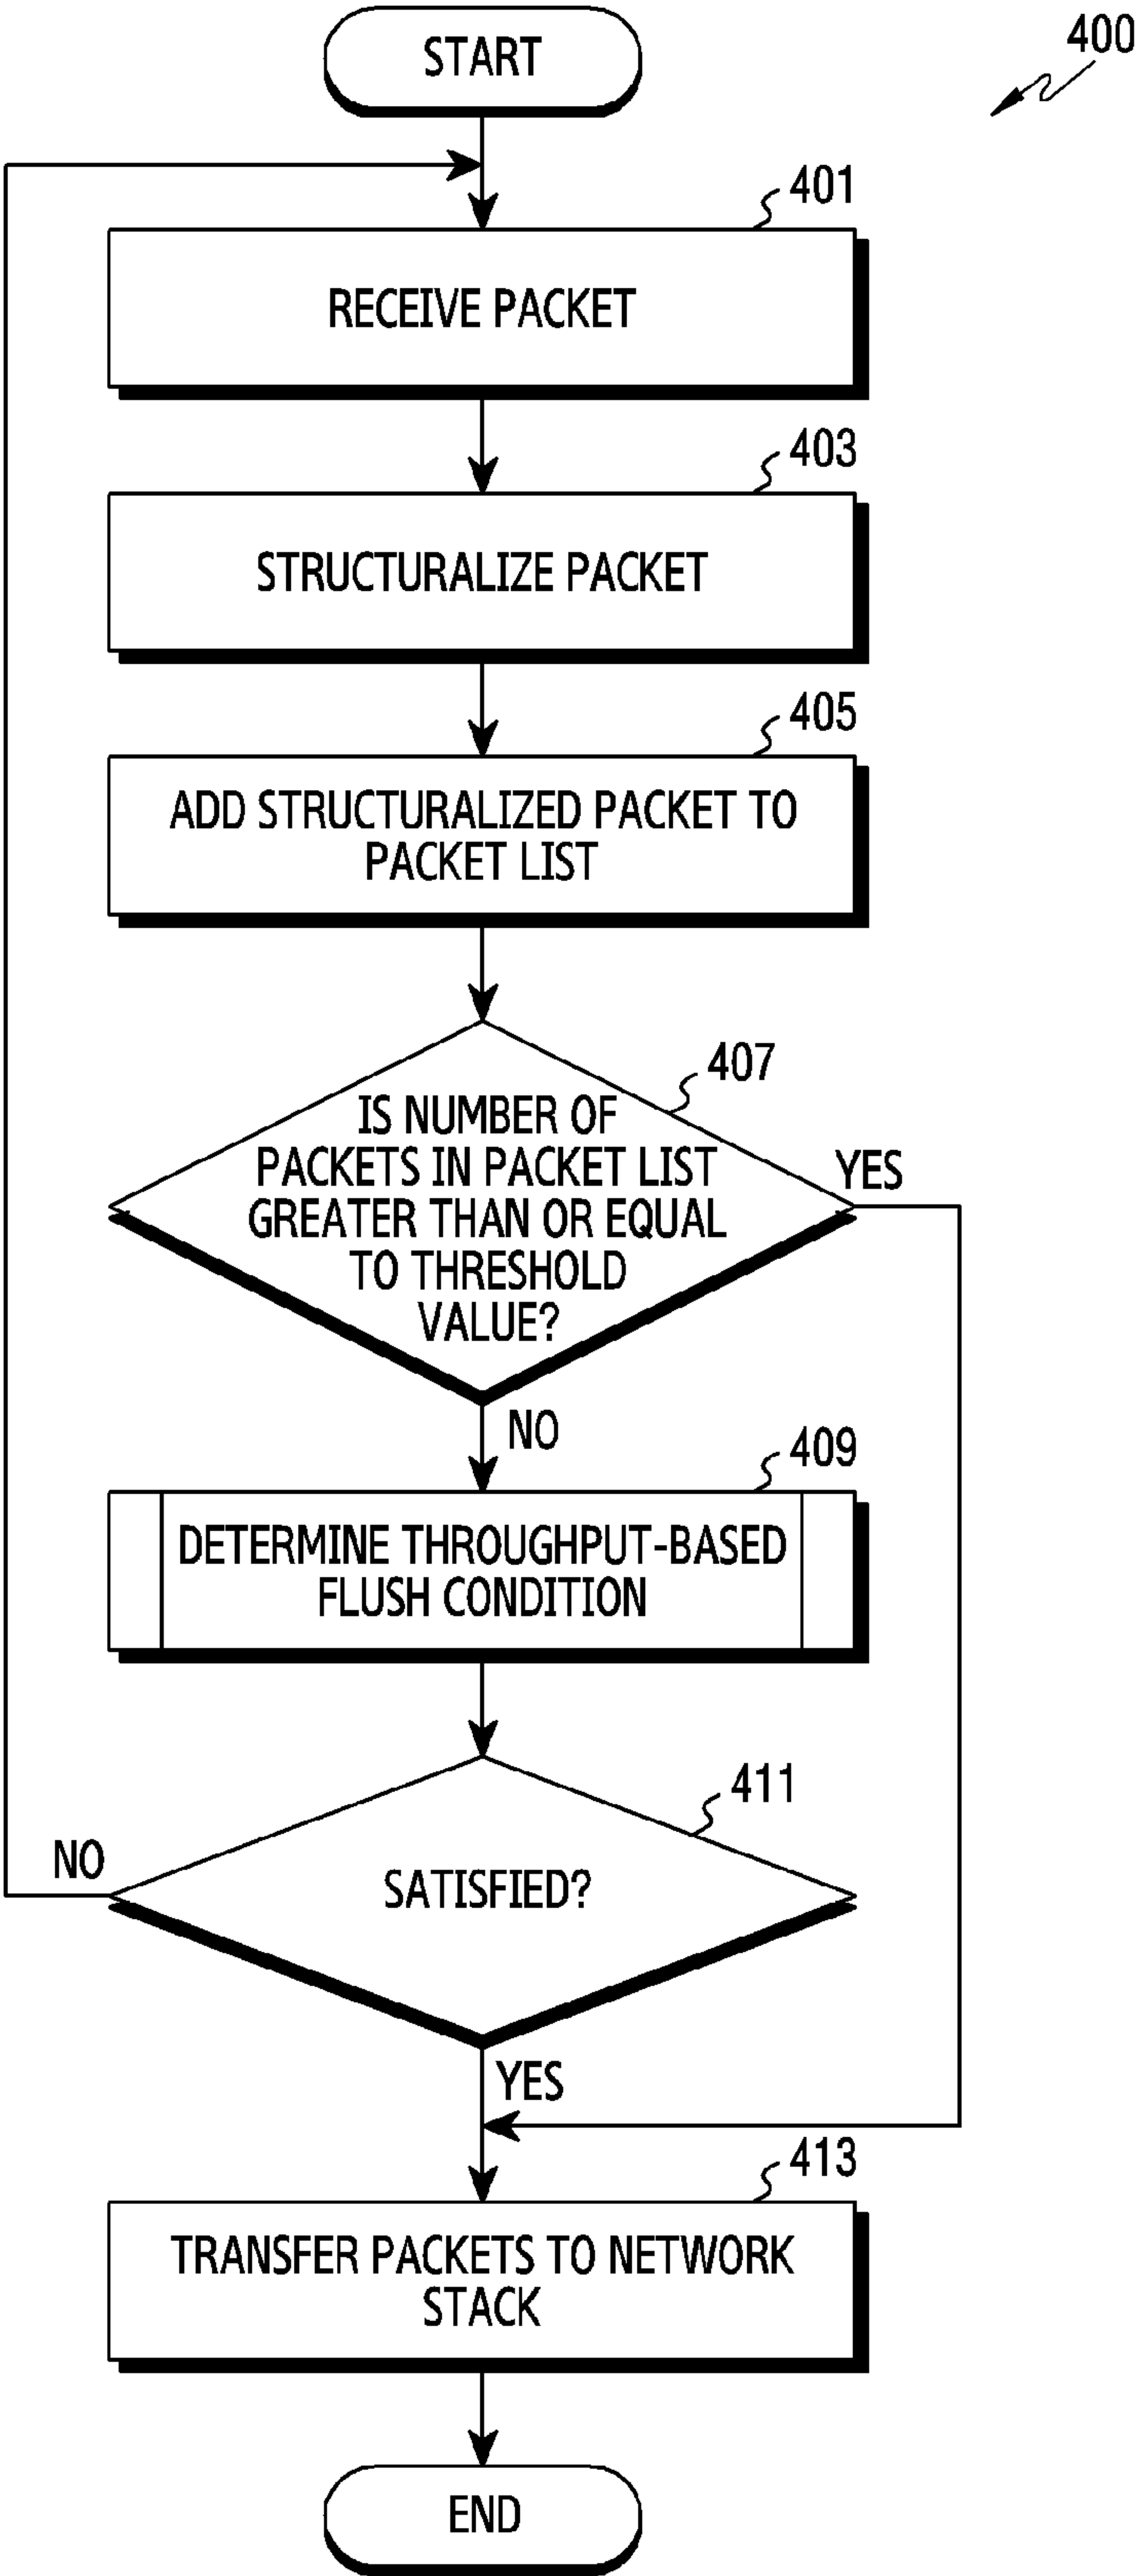 START
400
401
RECEIVE PACKET
403
STRUCTURALIZE PACKET
405
ADD STRUCTURALIZED PACKET TO
PACKET LIST
407
IS NUMBER OF
PACKETS IN PACKET LIST
GREATER THAN OR EQUAL
TO THRESHOLD
VALUE?
YES
NO
409
DETERMINE THROUGHPUT-BASED
FLUSH CONDITION
411
NO
SATISFIED?
YES
413
TRANSFER PACKETS TO NETWORK
STACK
END